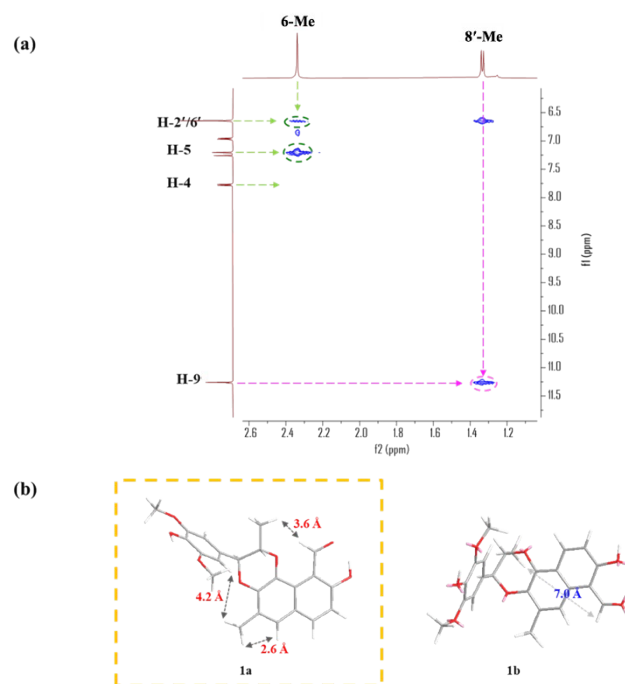 (a)
6-Me
8′-Me
H-2′/6′
H-5
H-4
H-9
6.5
7.0
7.5
8.0
8.5
9.0
9.5
10.0
10.5
11.0
11.5
f1 (ppm)
2.6 2.4 2.2 2.0 1.8 1.6 1.4 1.2
f2 (ppm)
(b)
3.6 Å
4.2 Å
2.6 Å
1a
7.0 Å
1b